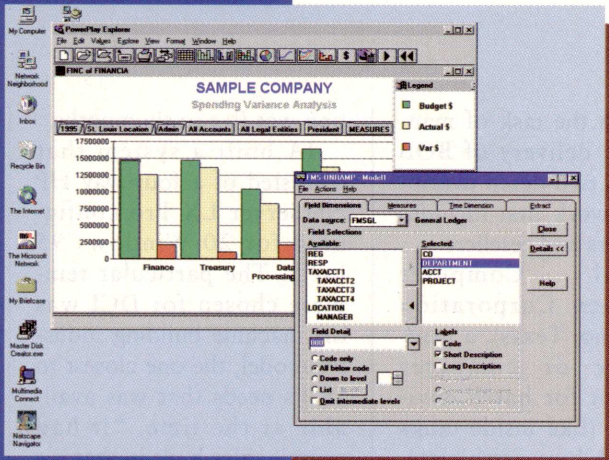 My Computer
Network Neighborhood
Inbox
Recycle Bin
The Internet
The Microsoft Network
My Briefcase
Master Disk Creator.exe
Multimedia Connect
Netscape Navigator
PowerPlay Explorer
File Edit Values Explore View Format Window Help
FINC of FINANCIA
SAMPLE COMPANY
Spending Variance Analysis
1995 St. Louis Location Admin All Accounts All Legal Entities President MEASURES
17500000
15000000
12500000
10000000
7500000
5000000
2500000
0
Finance Treasury Data Processing
Legend
Budget $
Actual $
Var $
FMS ONRAMP - Model1
File Actions Help
Field Dimensions Measures Time Dimension Extract
Data source: FMSGL General Ledger
Close
Field Selections
Details <<
Available:
REG
RESP
TAXACCT1
TAXACCT2
TAXACCT3
TAXACCT4
LOCATION
MANAGER
Selected:
CO
DEPARTMENT
ACCT
PROJECT
Help
Field Detail
000
Code only
All below code
Down to level
List
Omit intermediate levels
Labels
Code
Short Description
Long Description